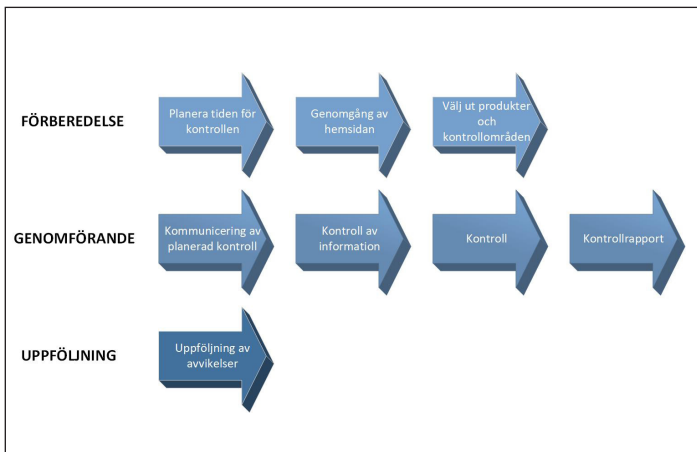 FÖRBEREDELSE
Planera tiden för
kontrollen
Genomgång av
hemsidan
Välj ut produkter
och
kontrollområden
GENOMFÖRANDE
Kommunicering av
planerad kontroll
Kontroll av
information
Kontroll
Kontrollrapport
UPPFÖLJNING
Uppföljning av
avvikelser